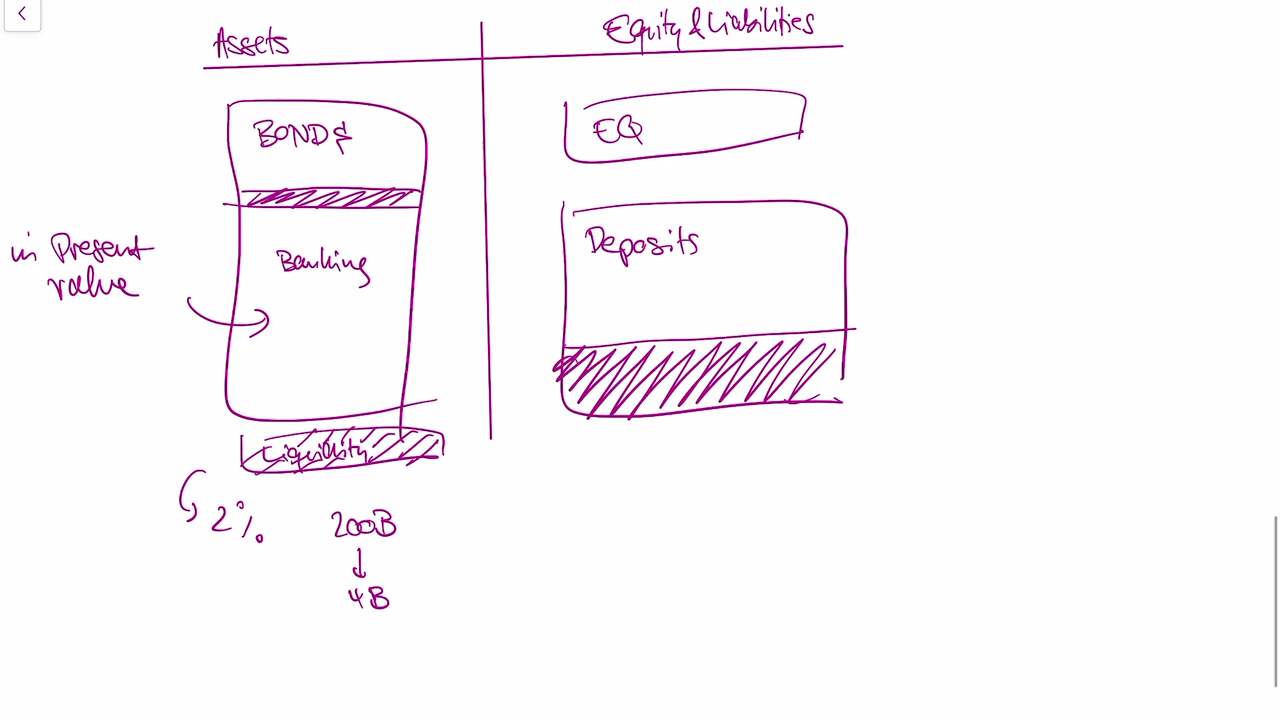 Assets
Equity & Liabilities
BONDS
EQ
Deposits
in Present
value
Banking
Liquidity
2%
200B
4B